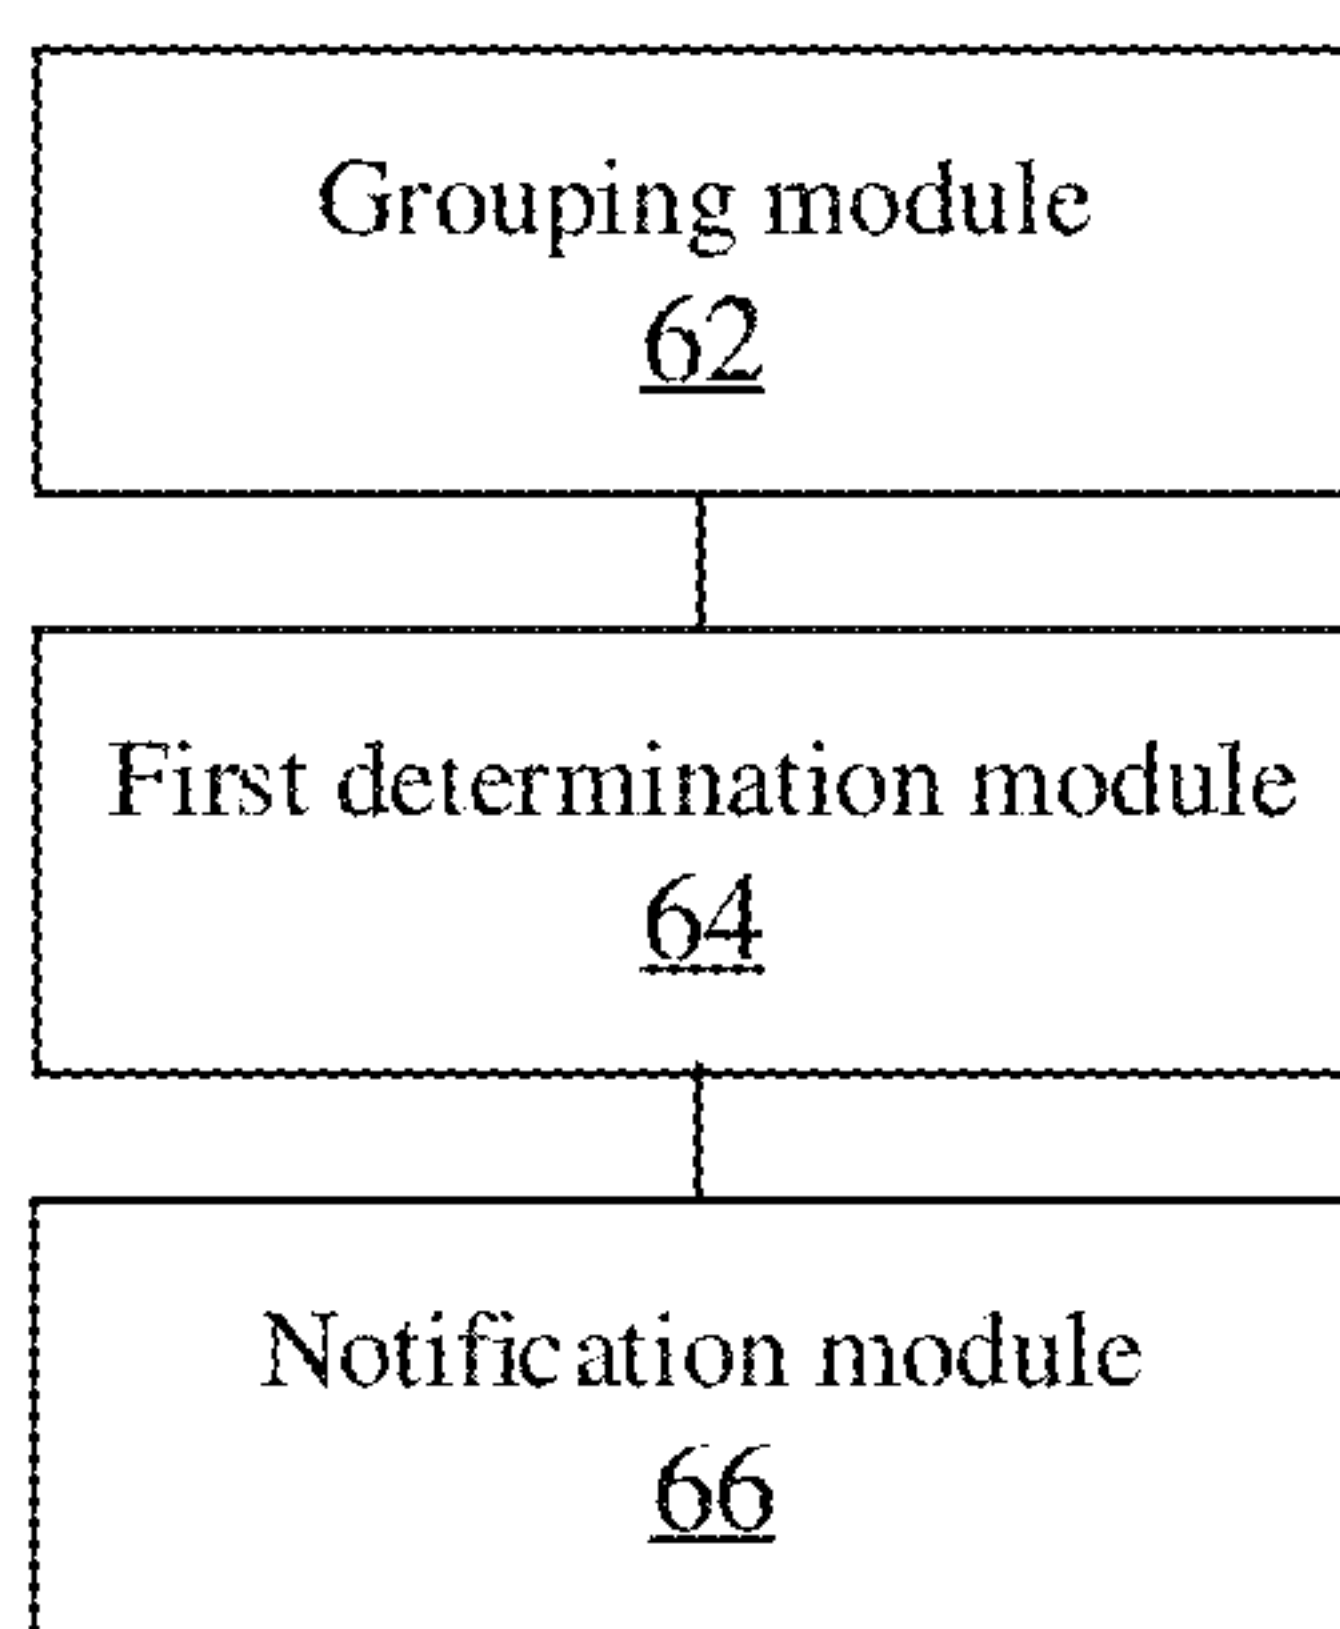 Grouping module
62
First determination module
64
Notification module
66